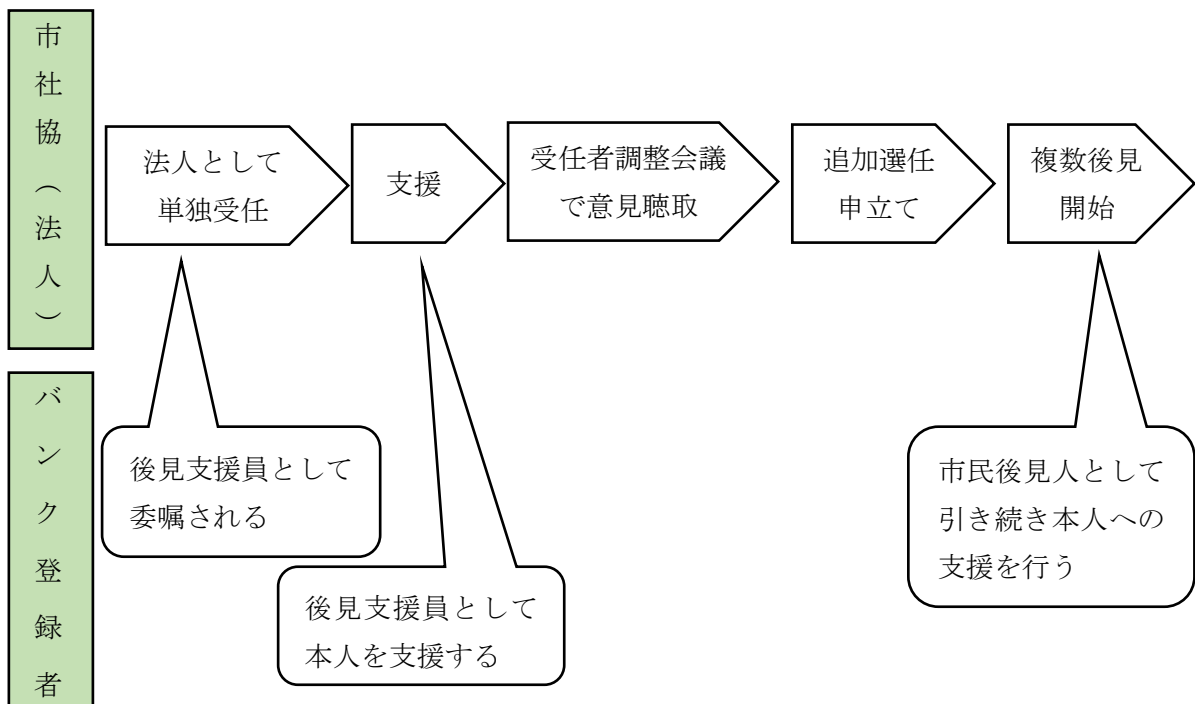 市社協（法人）
法人として
単独受任
支援
受任者調整会議
で意見聴取
追加選任
申立て
複数後見
開始
バンク登録者
後見支援員として
委嘱される
後見支援員として
本人を支援する
市民後見人として
引き続き本人への
支援を行う